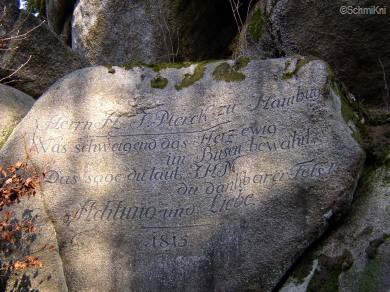 ©SchmiKni
Herrn H. J. Merck zu Hamburg
Was schweigend das Herz ewig
im Busen bewahrt.
Das sage du laut, IHM
du dankbarer Fels:
Achtung und Liebe.
1815